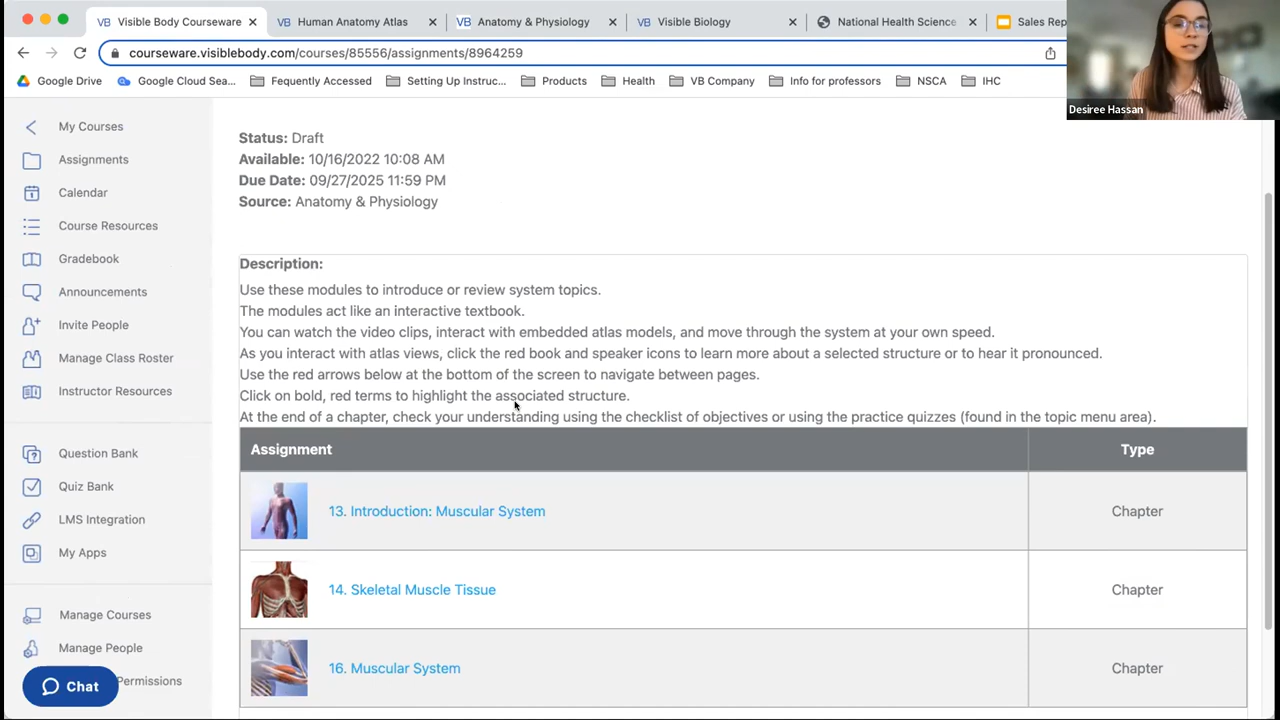 Visible Body Courseware
Human Anatomy Atlas
VB
Anatomy & Physiology
VB
Visible Biology
National Health Science
Sales Rep
courseware.visiblebody.com/courses/85556/assignments/8964259
Google Drive
Google Cloud Sea...
Fequently Accessed
Setting Up Instruc...
Products
Health
VB Company
Info for professors
NSCA
IHC
Desiree Hassan
My Courses
Assignments
Calendar
Course Resources
Gradebook
Announcements
Invite People
Manage Class Roster
Instructor Resources
Question Bank
Quiz Bank
LMS Integration
My Apps
Manage Courses
Manage People
Permissions
Chat
Status: Draft
Available: 10/16/2022 10:08 AM
Due Date: 09/27/2025 11:59 PM
Source: Anatomy & Physiology
Description:
Use these modules to introduce or review system topics.
The modules act like an interactive textbook.
You can watch the video clips, interact with embedded atlas models, and move through the system at your own speed.
As you interact with atlas views, click the red book and speaker icons to learn more about a selected structure or to hear it pronounced.
Use the red arrows below at the bottom of the screen to navigate between pages.
Click on bold, red terms to highlight the associated structure.
At the end of a chapter, check your understanding using the checklist of objectives or using the practice quizzes (found in the topic menu area).
Assignment
Type
13. Introduction: Muscular System
Chapter
14. Skeletal Muscle Tissue
Chapter
16. Muscular System
Chapter